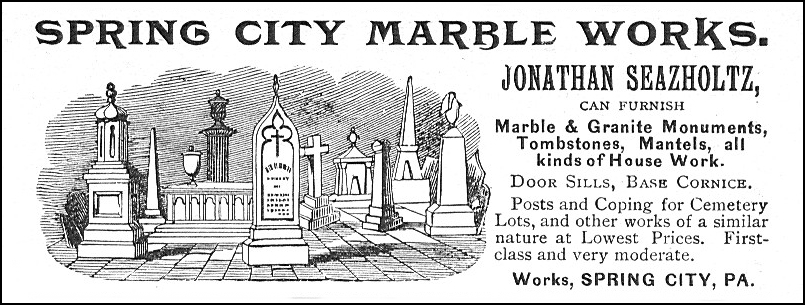 SPRING CITY MARBLE WORKS.
JONATHAN SEAZHOLTZ,
CAN FURNISH
Marble & Granite Monuments,
Tombstones, Mantels, all
kinds of House Work.
DOOR SILLS, BASE CORNICE.
Posts and Coping for Cemetery
Lots, and other works of a similar
nature at Lowest Prices. First-
class and very moderate.
Works, SPRING CITY, PA.